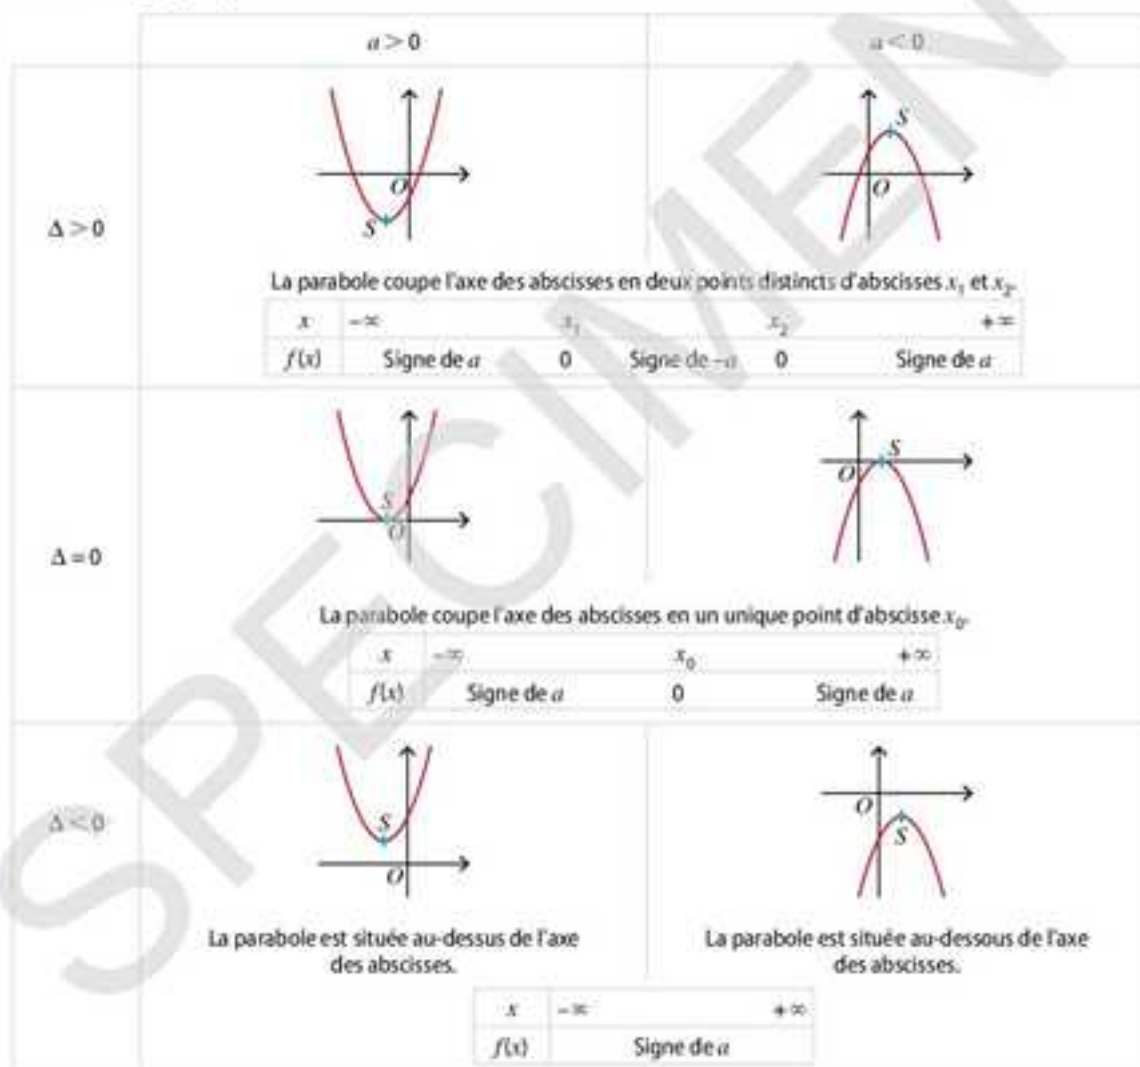 a > 0 a < 0
Δ > 0
S
O
S
O
La parabole coupe l'axe des abscisses en deux points distincts d'abscisses x₁ et x₂.
x −∞ x₁ x₂ +∞
f(x) Signe de a 0 Signe de −a 0 Signe de a
Δ = 0
S
O
S
O
La parabole coupe l'axe des abscisses en un unique point d'abscisse x₀.
x −∞ x₀ +∞
f(x) Signe de a 0 Signe de a
Δ < 0
S
O
O
S
La parabole est située au-dessus de l'axe
des abscisses.
La parabole est située au-dessous de l'axe
des abscisses.
x −∞ +∞
f(x) Signe de a
SPECIMEN